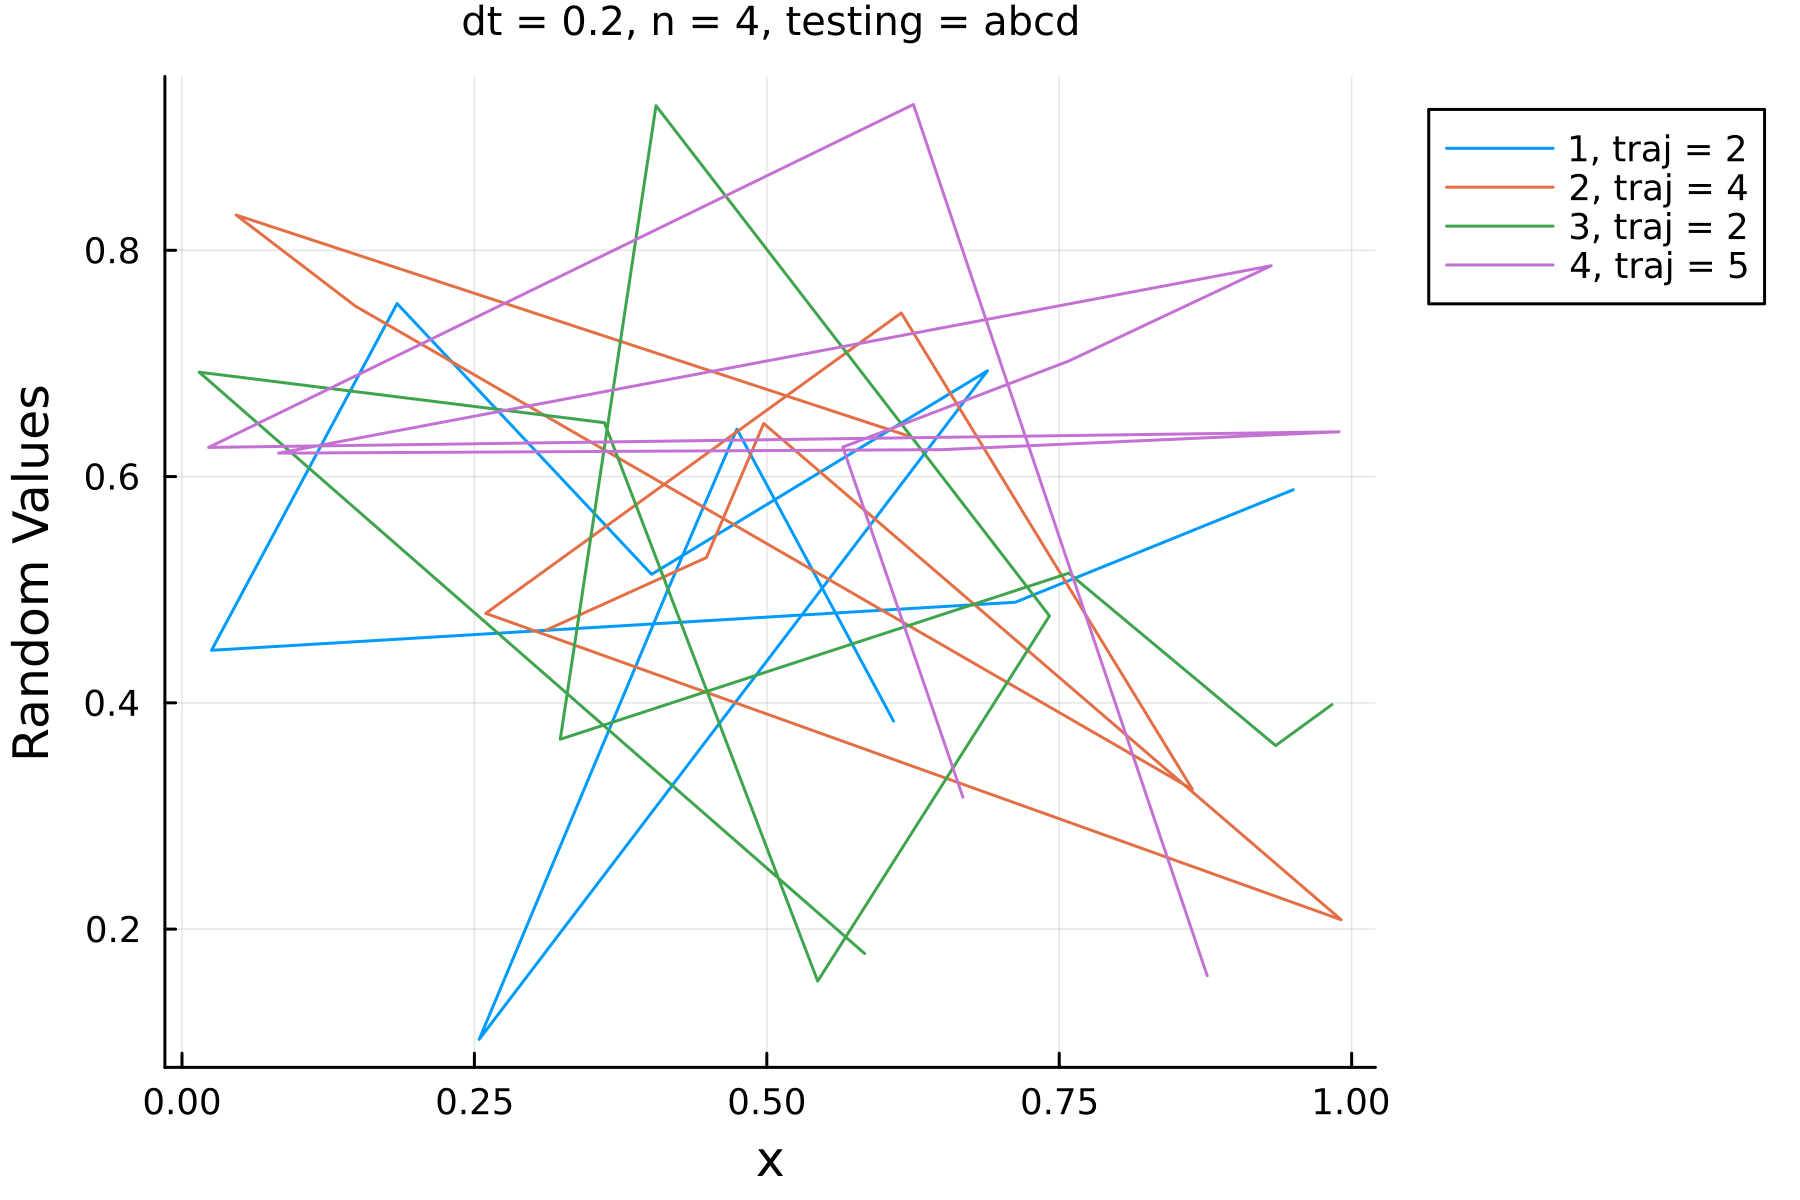 dt = 0.2, n = 4, testing = abcd
1, traj = 2
2, traj = 4
3, traj = 2
4, traj = 5
Random Values
0.8
0.6
0.4
0.2
0.00 0.25 0.50 0.75 1.00
x